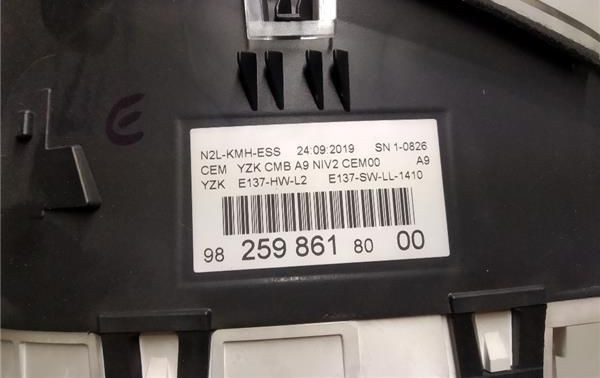 E
N2L-KMH-ESS 24:09:2019 SN 1-0826
CEM YZK CMB A9 NIV2 CEM00 A9
YZK E137-HW-L2 E137-SW-LL-1410
98 259 861 80 00